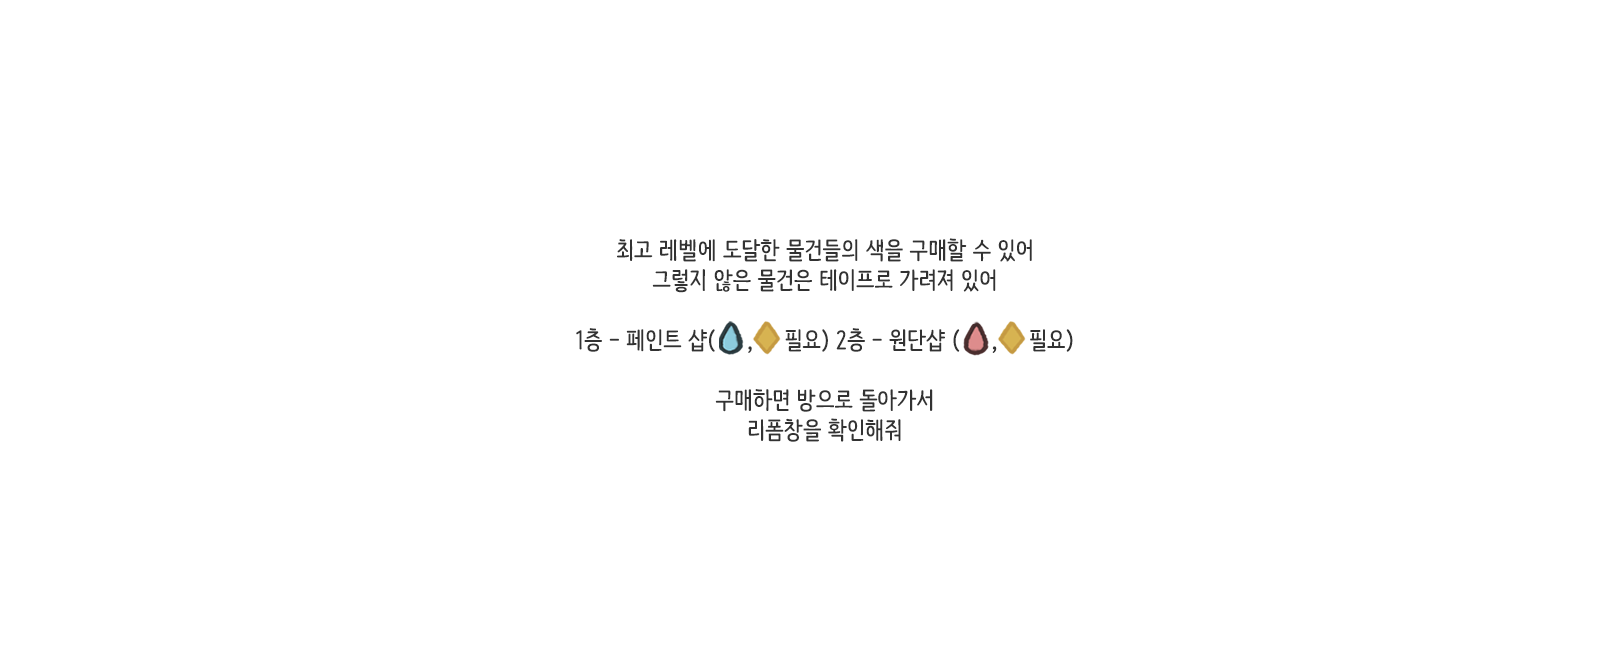 최고 레벨에 도달한 물건들의 색을 구매할 수 있어
그렇지 않은 물건은 테이프로 가려져 있어
1층 - 페인트 샵( , 필요) 2층 - 원단샵 ( , 필요)
구매하면 방으로 돌아가서
리폼창을 확인해줘